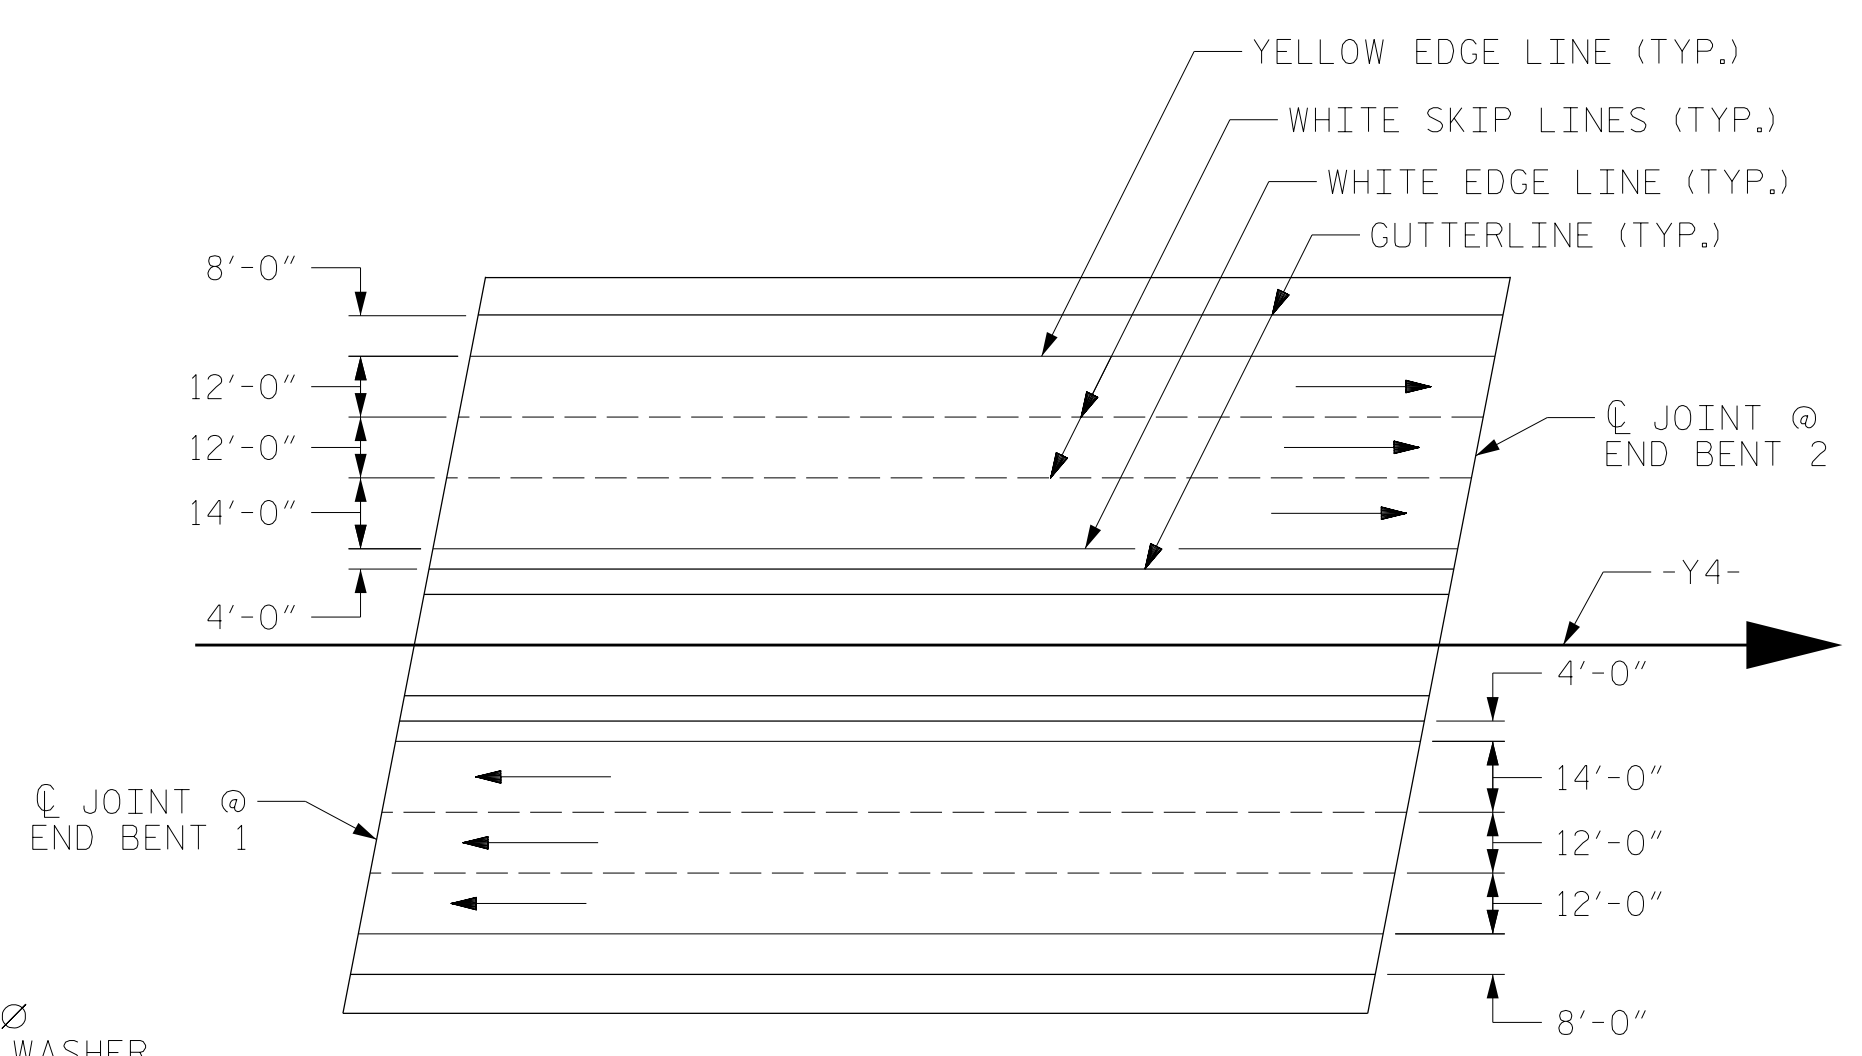 YELLOW EDGE LINE (TYP.)
WHITE SKIP LINES (TYP.)
WHITE EDGE LINE (TYP.)
GUTTERLINE (TYP.)
8'-0"
12'-0"
12'-0"
14'-0"
4'-0"
℄ JOINT @
END BENT 2
-Y4-
4'-0"
14'-0"
12'-0"
12'-0"
8'-0"
℄ JOINT @
END BENT 1
Ø
WASHER